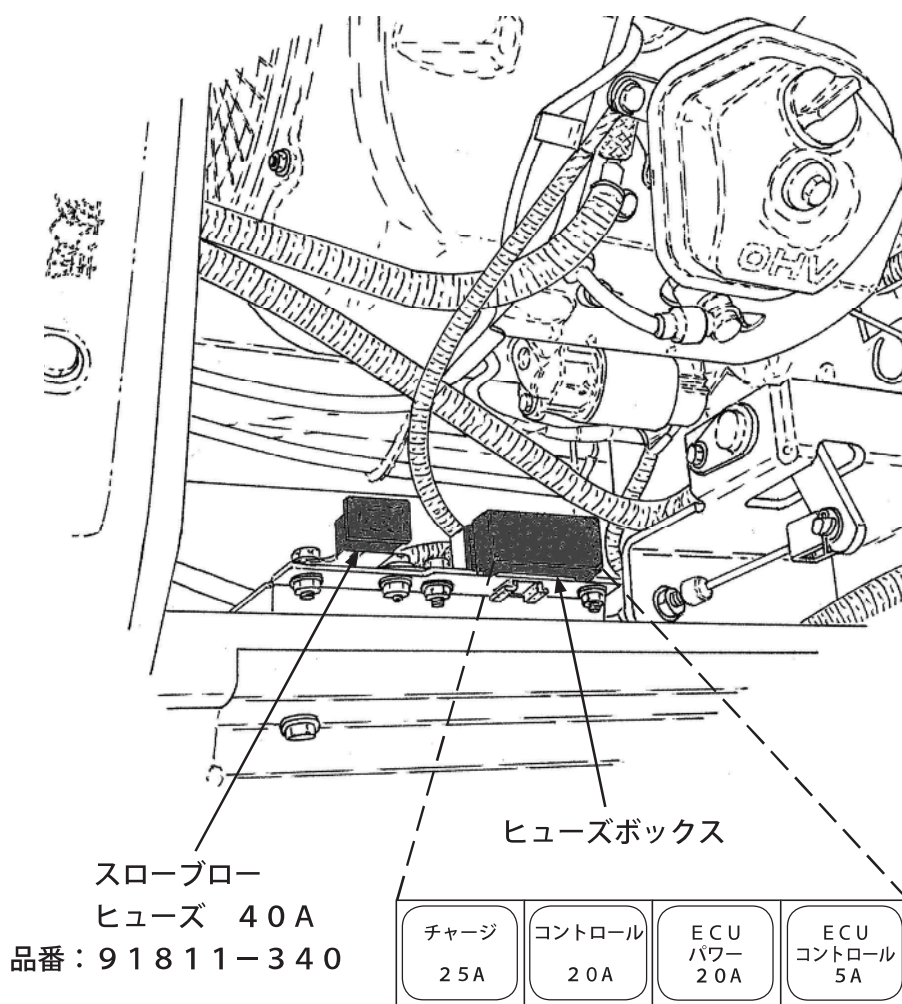 OHV
ヒューズボックス
スローブロー
ヒューズ　４０Ａ
品番：９１８１１－３４０
チャージ
２５Ａ
コントロール
２０Ａ
ＥＣＵ
パワー
２０Ａ
ＥＣＵ
コントロール
５Ａ